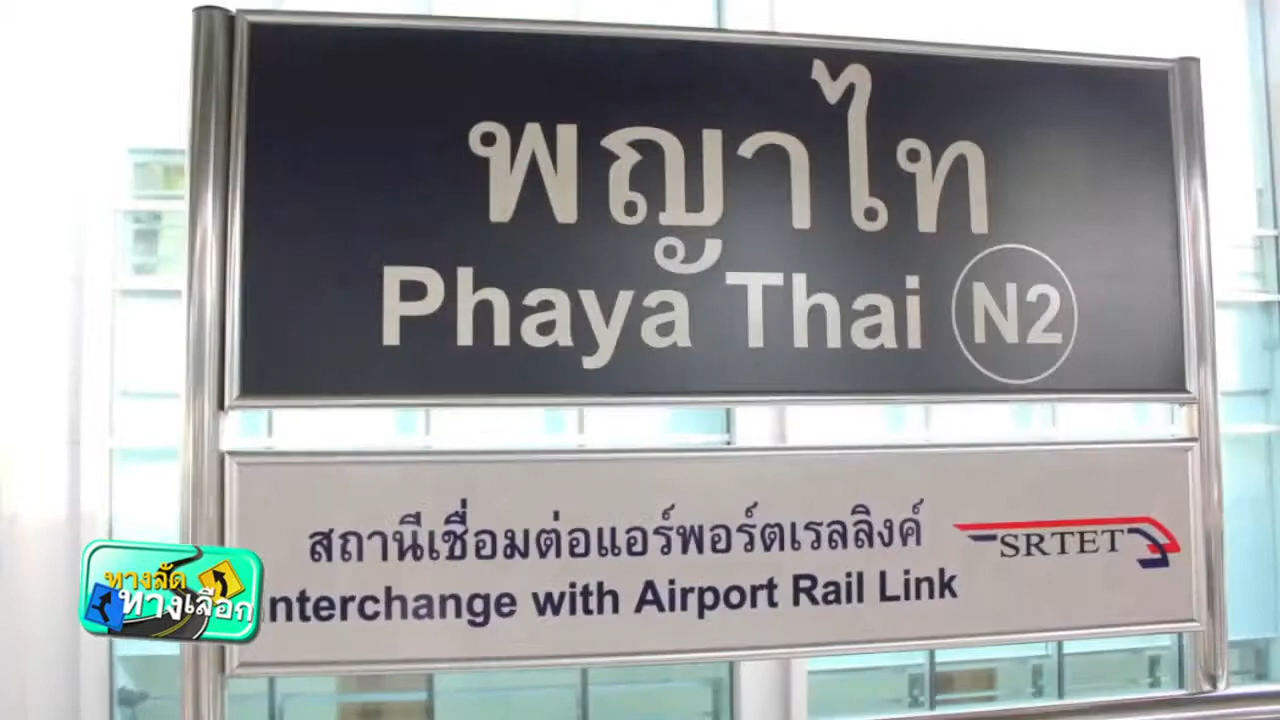 พญาไท
Phaya Thai N2
สถานีเชื่อมต่อแอร์พอร์ตเรลลิงค์
SRTET
nterchange with Airport Rail Link
ทางลัด
ทางเลือก